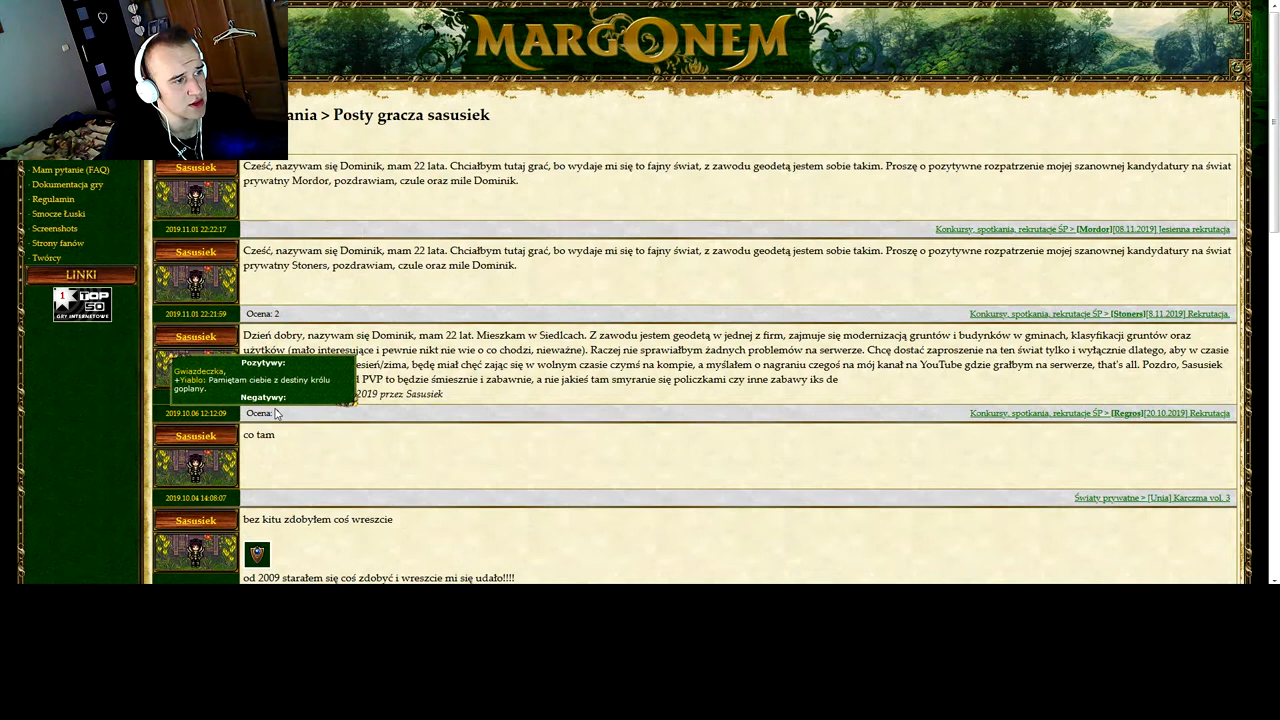 MARGONEM
ania > Posty gracza sasusiek
· Mam pytanie (FAQ)
· Dokumentacja gry
· Regulamin
· Smocze Łuski
· Screenshots
· Strony fanów
· Twórcy
LINKI
1 TOP 50
GRY INTERNETOWE
Sasusiek
Cześć, nazywam się Dominik, mam 22 lata. Chciałbym tutaj grać, bo wydaje mi się to fajny świat, z zawodu geodetą jestem sobie takim. Proszę o pozytywne rozpatrzenie mojej szanownej kandydatury na świat
prywatny Mordor, pozdrawiam, czule oraz mile Dominik.
2019.11.01 22:22:17
Konkursy, spotkania, rekrutacje ŚP > [Mordor][08.11.2019] Jesienna rekrutacja
Sasusiek
Cześć, nazywam się Dominik, mam 22 lata. Chciałbym tutaj grać, bo wydaje mi się to fajny świat, z zawodu geodetą jestem sobie takim. Proszę o pozytywne rozpatrzenie mojej szanownej kandydatury na świat
prywatny Stoners, pozdrawiam, czule oraz mile Dominik.
2019.11.01 22:21:59
Ocena: 2
Konkursy, spotkania, rekrutacje ŚP > [Stoners][8.11.2019] Rekrutacja.
Sasusiek
Dzień dobry, nazywam się Dominik, mam 22 lat. Mieszkam w Siedlcach. Z zawodu jestem geodetą w jednej z firm, zajmuje się modernizacją gruntów i budynków w gminach, klasyfikacji gruntów oraz
użytków (mało interesujące i pewnie nikt nie wie o co chodzi, nieważne). Raczej nie sprawiałbym żadnych problemów na serwerze. Chcę dostać zaproszenie na ten świat tylko i wyłącznie dlatego, aby w czasie
esień/zima, będę miał chęć zając się w wolnym czasie czymś na kompie, a myślałem o nagraniu czegoś na mój kanał na YouTube gdzie grałbym na serwerze, that's all. Pozdro, Sasusiek
d PVP to będzie śmiesznie i zabawnie, a nie jakieś tam smyranie się policzkami czy inne zabawy iks de
2019 przez Sasusiek
Pozytywy:
Gwiazdeczka,
+Yiablo: Pamiętam ciebie z destiny królu
goplany.
Negatywy:
2019.10.06 12:12:09
Ocena:
Konkursy, spotkania, rekrutacje ŚP > [Regros][20.10.2019] Rekrutacja
Sasusiek
co tam
2019.10.04 14:08:07
Światy prywatne > [Unia] Karczma vol. 3
Sasusiek
bez kitu zdobyłem coś wreszcie
od 2009 starałem się coś zdobyć i wreszcie mi się udało!!!!